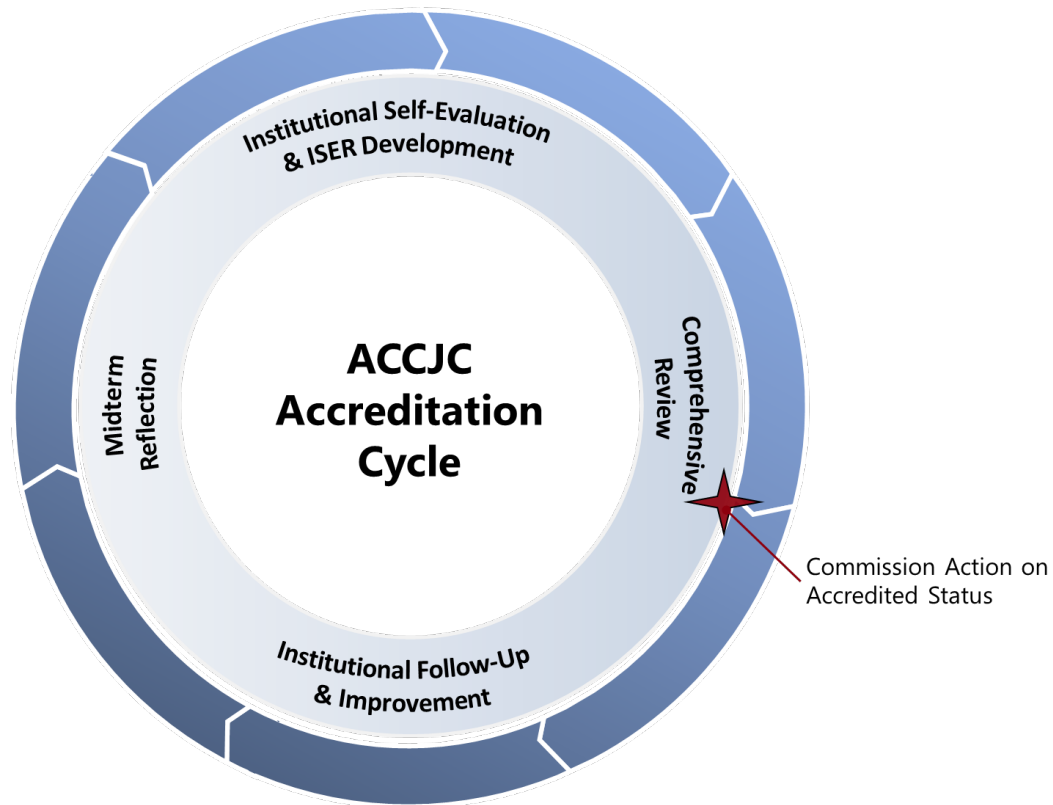 Institutional Self-Evaluation
& ISER Development
Midterm
Reflection
ACCJC
Accreditation
Cycle
Comprehensive
Review
Commission Action on
Accredited Status
Institutional Follow-Up
& Improvement